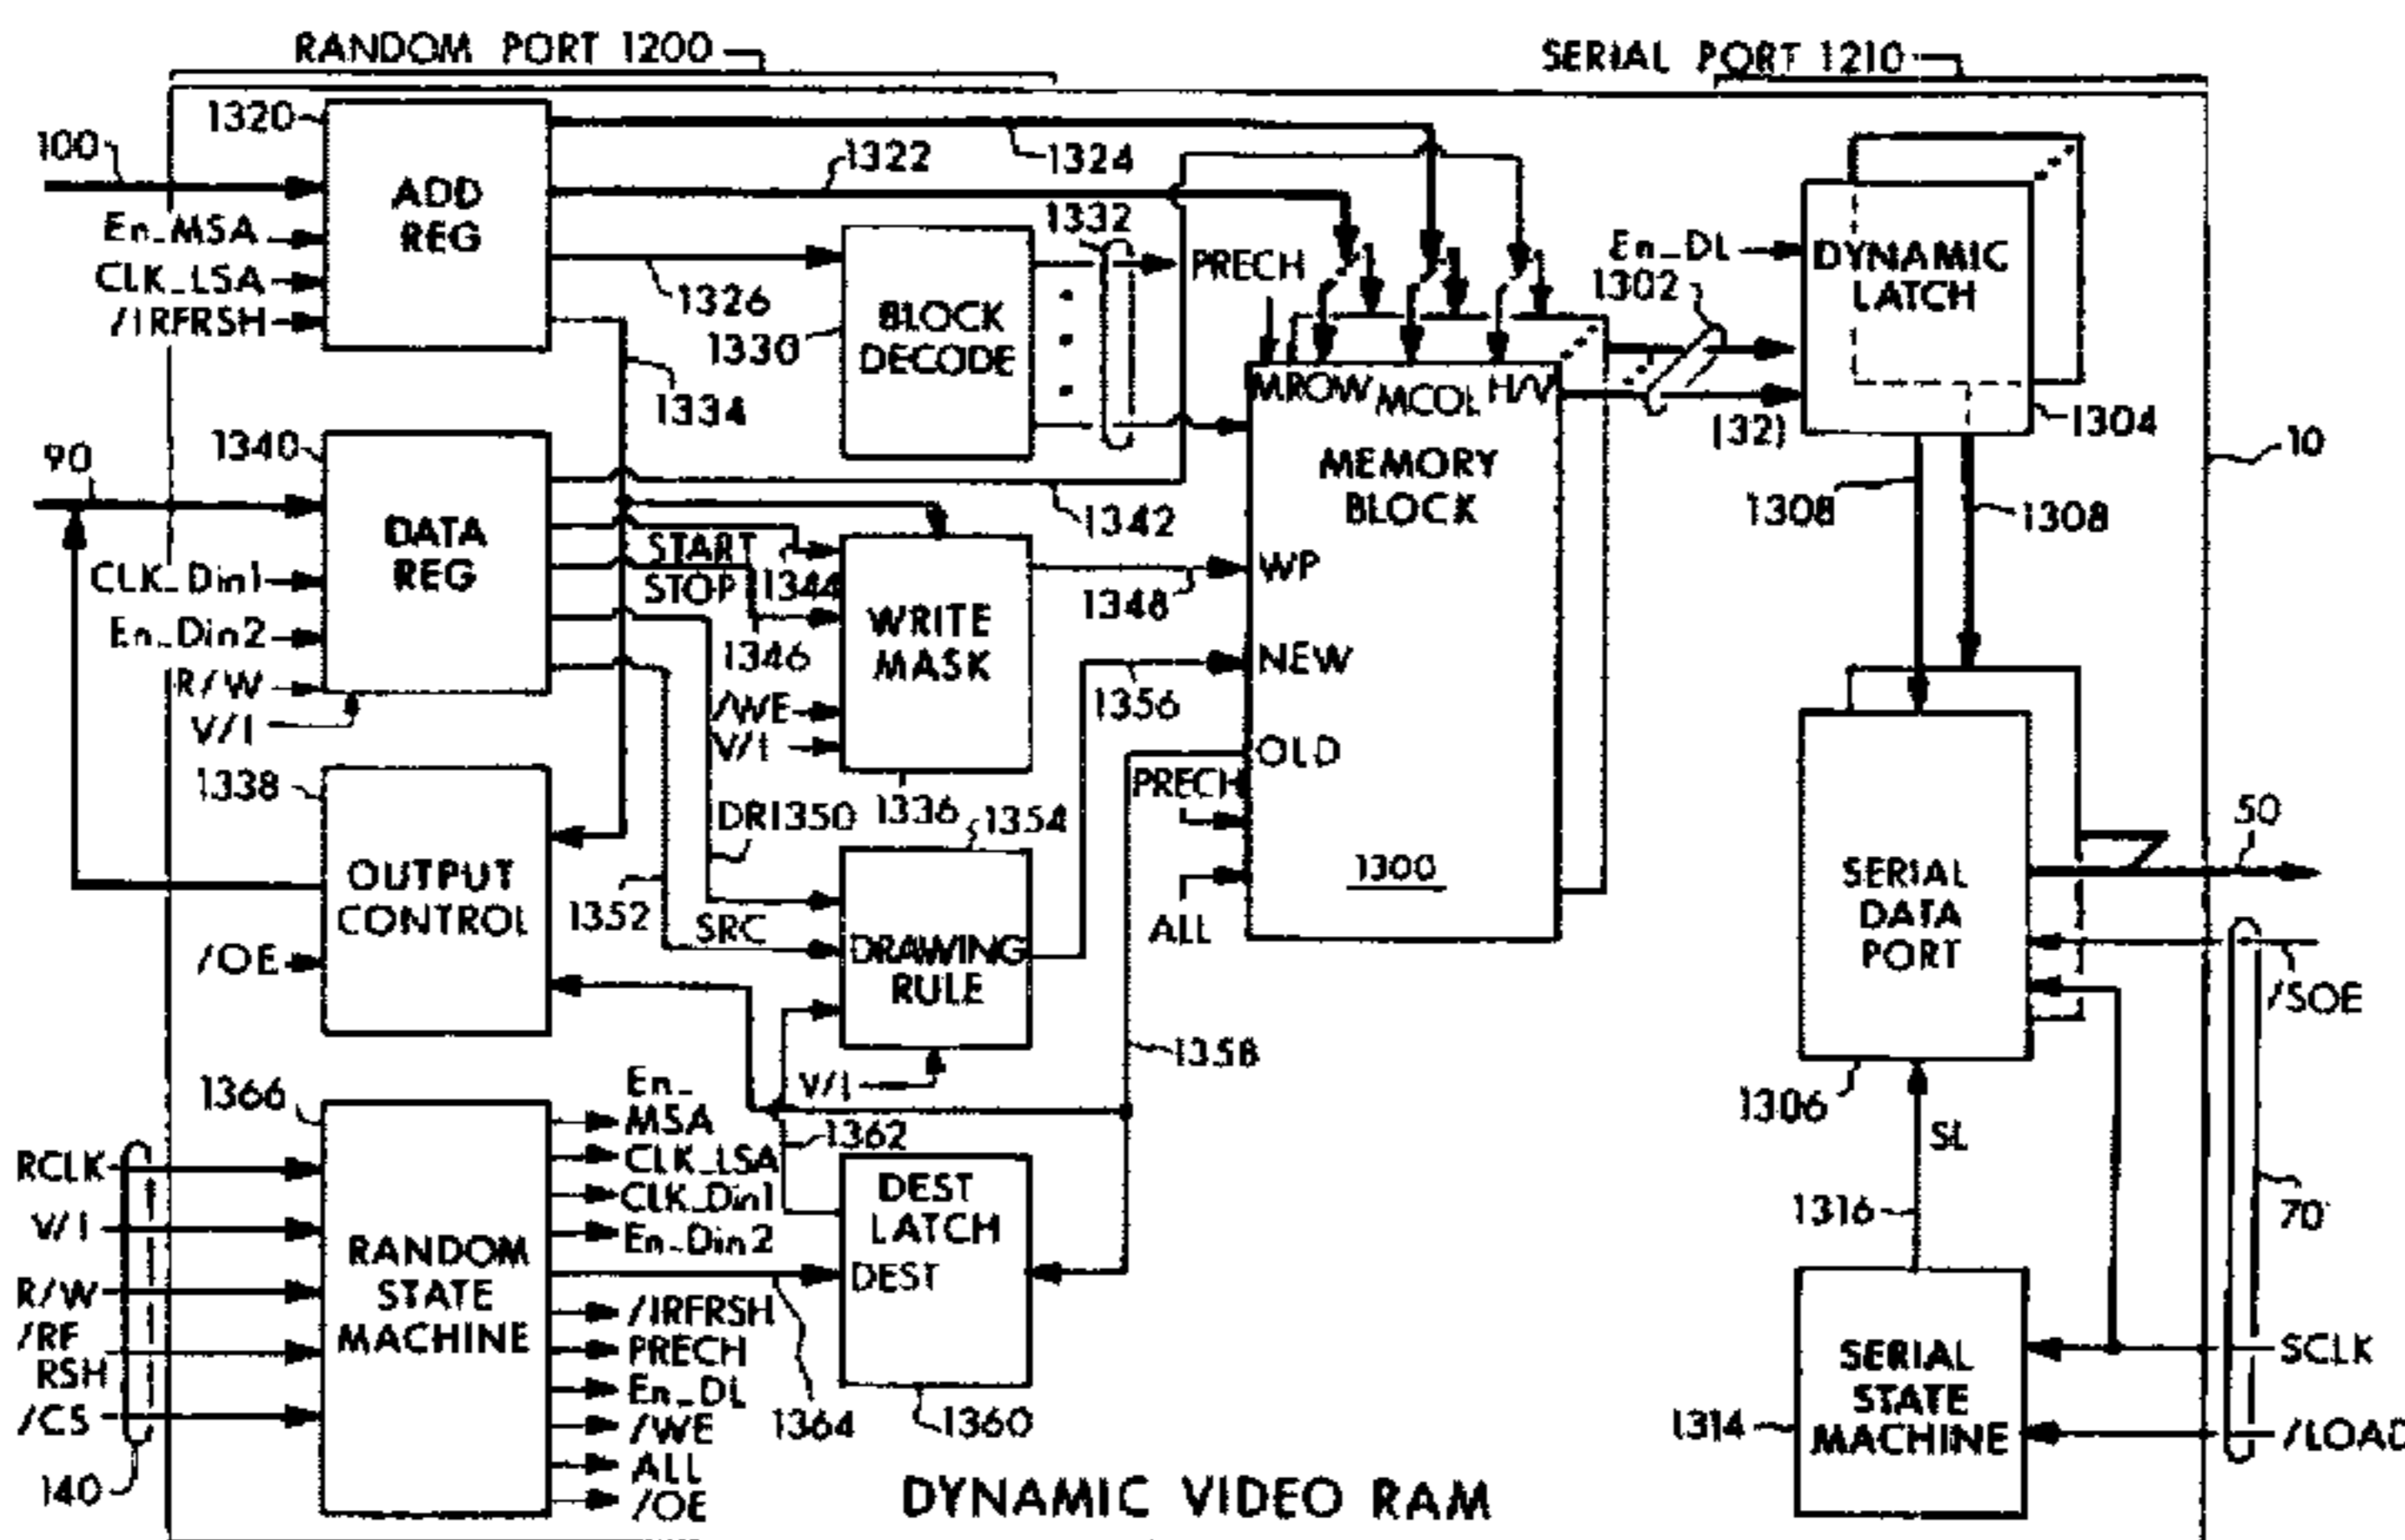 RANDOM PORT 1200
SERIAL PORT 1210
1320
100
En_MSA
CLK_LSA
/IRFRSH
ADD
REG
1324
1322
1326
1334
1332
PRECH
1330
BLOCK
DECODE
PRECH
En_DL
1302
DYNAMIC
LATCH
1304
10
(32)
MROW
MCOL
H/V
MEMORY
BLOCK
1300
1308
1308
90
1340
DATA
REG
CLK_Din1
En_Din2
R/W
V/I
START
1344
STOP
1346
1342
WRITE
MASK
/WE
V/I
1336
1348
WP
NEW
1356
OLD
PRECH
ALL
1338
OUTPUT
CONTROL
/OE
DR1350
1352
SRC
1354
DRAWING
RULE
V/I
1358
SERIAL
DATA
PORT
50
/SOE
1306
SL
1316
70
1366
RCLK
V/I
R/W
/RF
RSH
/CS
140
RANDOM
STATE
MACHINE
En_
MSA
CLK_LSA
CLK_Din1
En_Din2
/IRFRSH
PRECH
En_DL
/WE
ALL
/OE
1362
DEST
LATCH
DEST
1364
1360
SERIAL
STATE
MACHINE
1314
SCLK
/LOAD
DYNAMIC VIDEO RAM